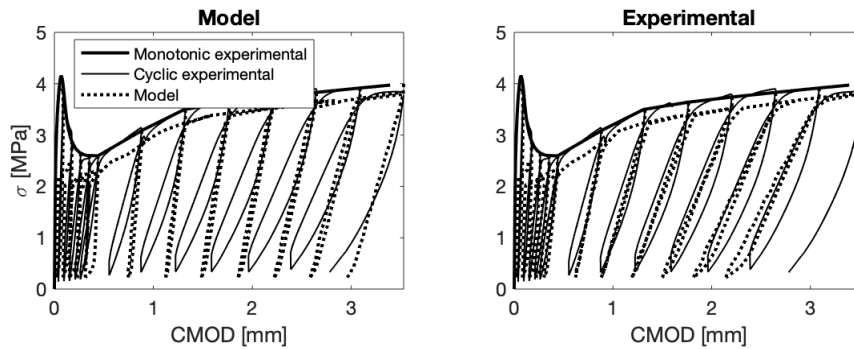 Model
5
4
3
2
1
0
σ [MPa]
Monotonic experimental
Cyclic experimental
Model
0
1
2
3
CMOD [mm]
Experimental
5
4
3
2
1
0
0
1
2
3
CMOD [mm]